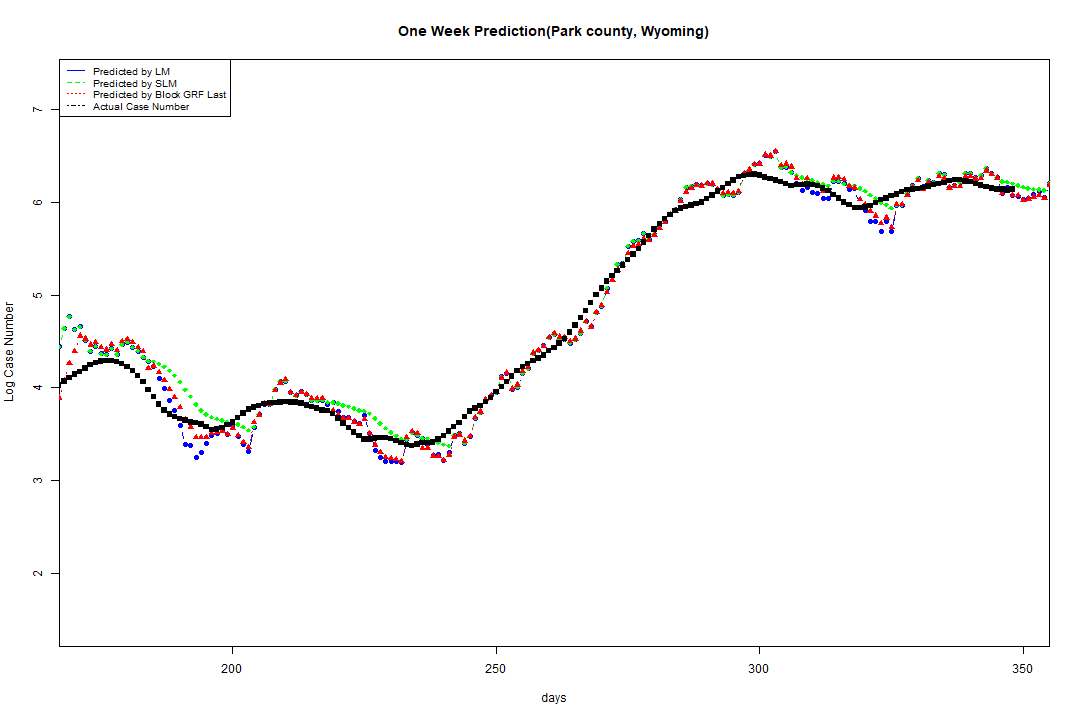 One Week Prediction(Park county, Wyoming)
Predicted by LM
Predicted by SLM
Predicted by Block GRF Last
Actual Case Number
7
6
5
4
3
2
Log Case Number
200 250 300 350
days